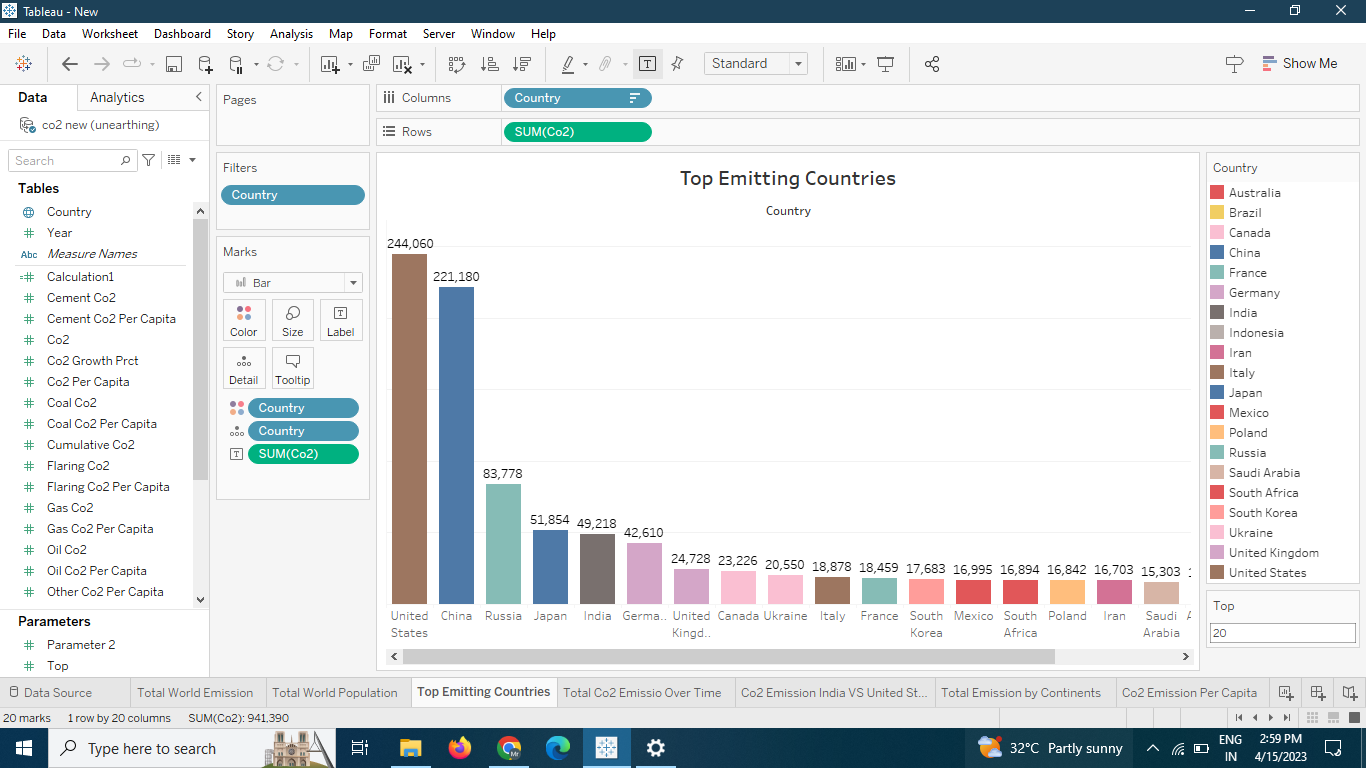 Tableau - New
File Data Worksheet Dashboard Story Analysis Map Format Server Window Help
Standard
Show Me
Data Analytics
co2 new (unearthing)
Search
Tables
Country
Year
Abc Measure Names
Calculation1
Cement Co2
Cement Co2 Per Capita
Co2
Co2 Growth Prct
Co2 Per Capita
Coal Co2
Coal Co2 Per Capita
Cumulative Co2
Flaring Co2
Flaring Co2 Per Capita
Gas Co2
Gas Co2 Per Capita
Oil Co2
Oil Co2 Per Capita
Other Co2 Per Capita
Parameters
Parameter 2
Top
Pages
Filters
Country
Marks
Bar
Color Size Label
Detail Tooltip
Country
Country
SUM(Co2)
Columns Country
Rows SUM(Co2)
Top Emitting Countries
Country
244,060
221,180
83,778
51,854
49,218
42,610
24,728
23,226
20,550
18,878
18,459
17,683
16,995
16,894
16,842
16,703
15,303
United States
China
Russia
Japan
India
Germa..
United Kingd..
Canada
Ukraine
Italy
France
South Korea
Mexico
South Africa
Poland
Iran
Saudi Arabia
Country
Australia
Brazil
Canada
China
France
Germany
India
Indonesia
Iran
Italy
Japan
Mexico
Poland
Russia
Saudi Arabia
South Africa
South Korea
Ukraine
United Kingdom
United States
Top
20
Data Source Total World Emission Total World Population Top Emitting Countries Total Co2 Emissio Over Time Co2 Emission India VS United St... Total Emission by Continents Co2 Emission Per Capita
20 marks 1 row by 20 columns SUM(Co2): 941,390
Type here to search
32°C Partly sunny
ENG
IN
2:59 PM
4/15/2023